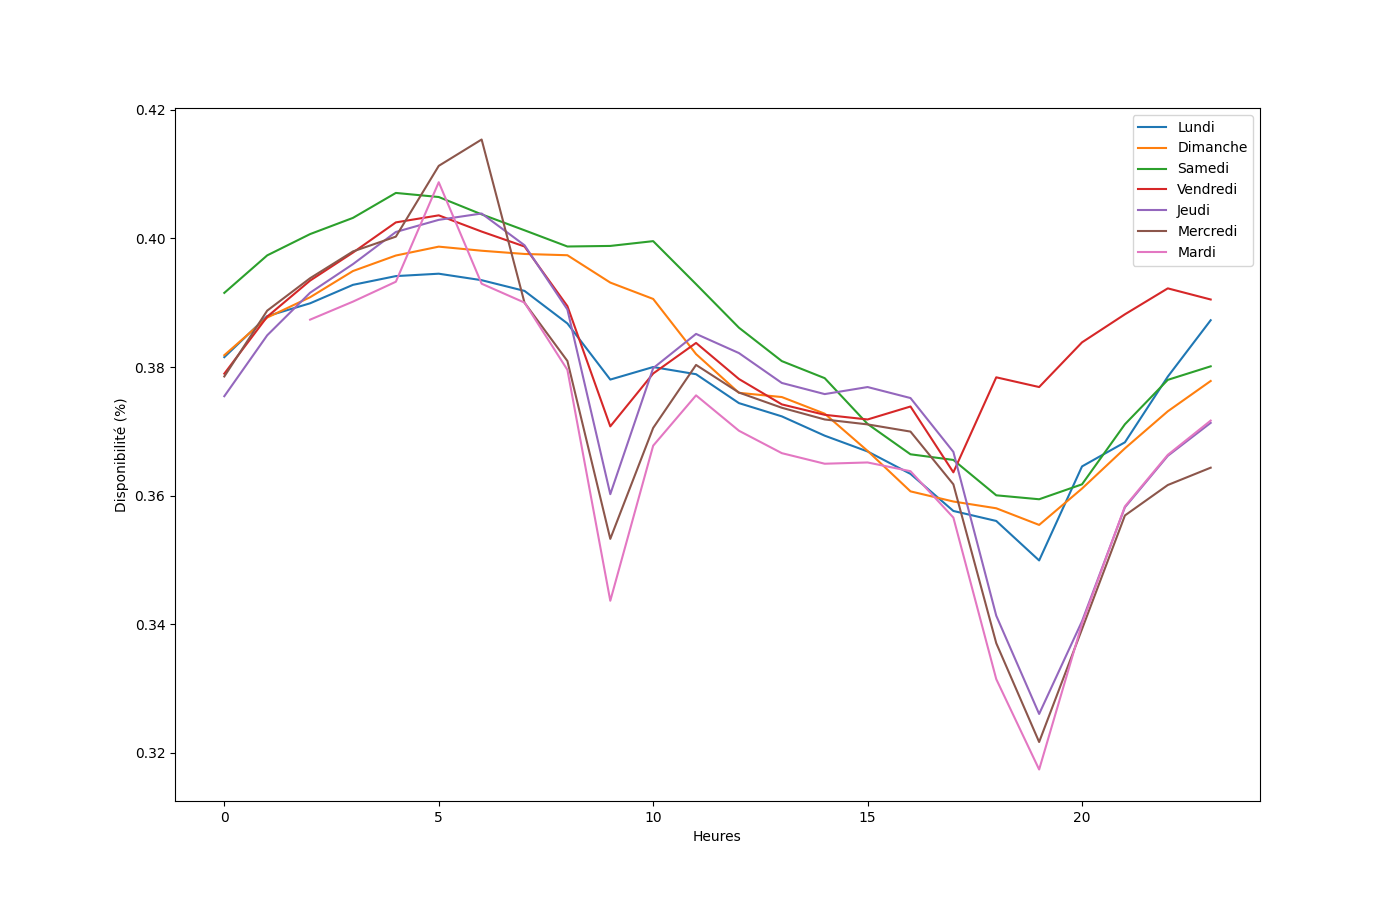 0.42
0.40
0.38
0.36
0.34
0.32
Disponibilité (%)
0 5 10 15 20
Heures
Lundi
Dimanche
Samedi
Vendredi
Jeudi
Mercredi
Mardi